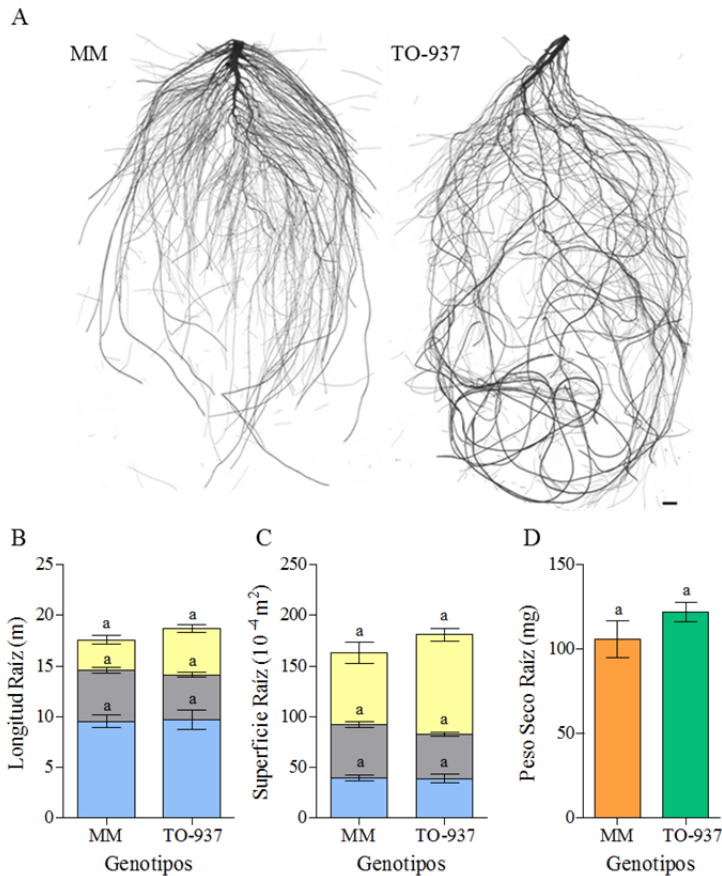 A
MM
TO-937
B
C
D
Longitud Raíz (m)
25
20
15
10
5
0
a
a
a
a
a
a
MM
TO-937
Genotipos
Superficie Raíz (10⁻⁴ m²)
250
200
150
100
50
0
a
a
a
a
a
a
MM
TO-937
Genotipos
Peso Seco Raíz (mg)
150
100
50
0
a
a
MM
TO-937
Genotipos